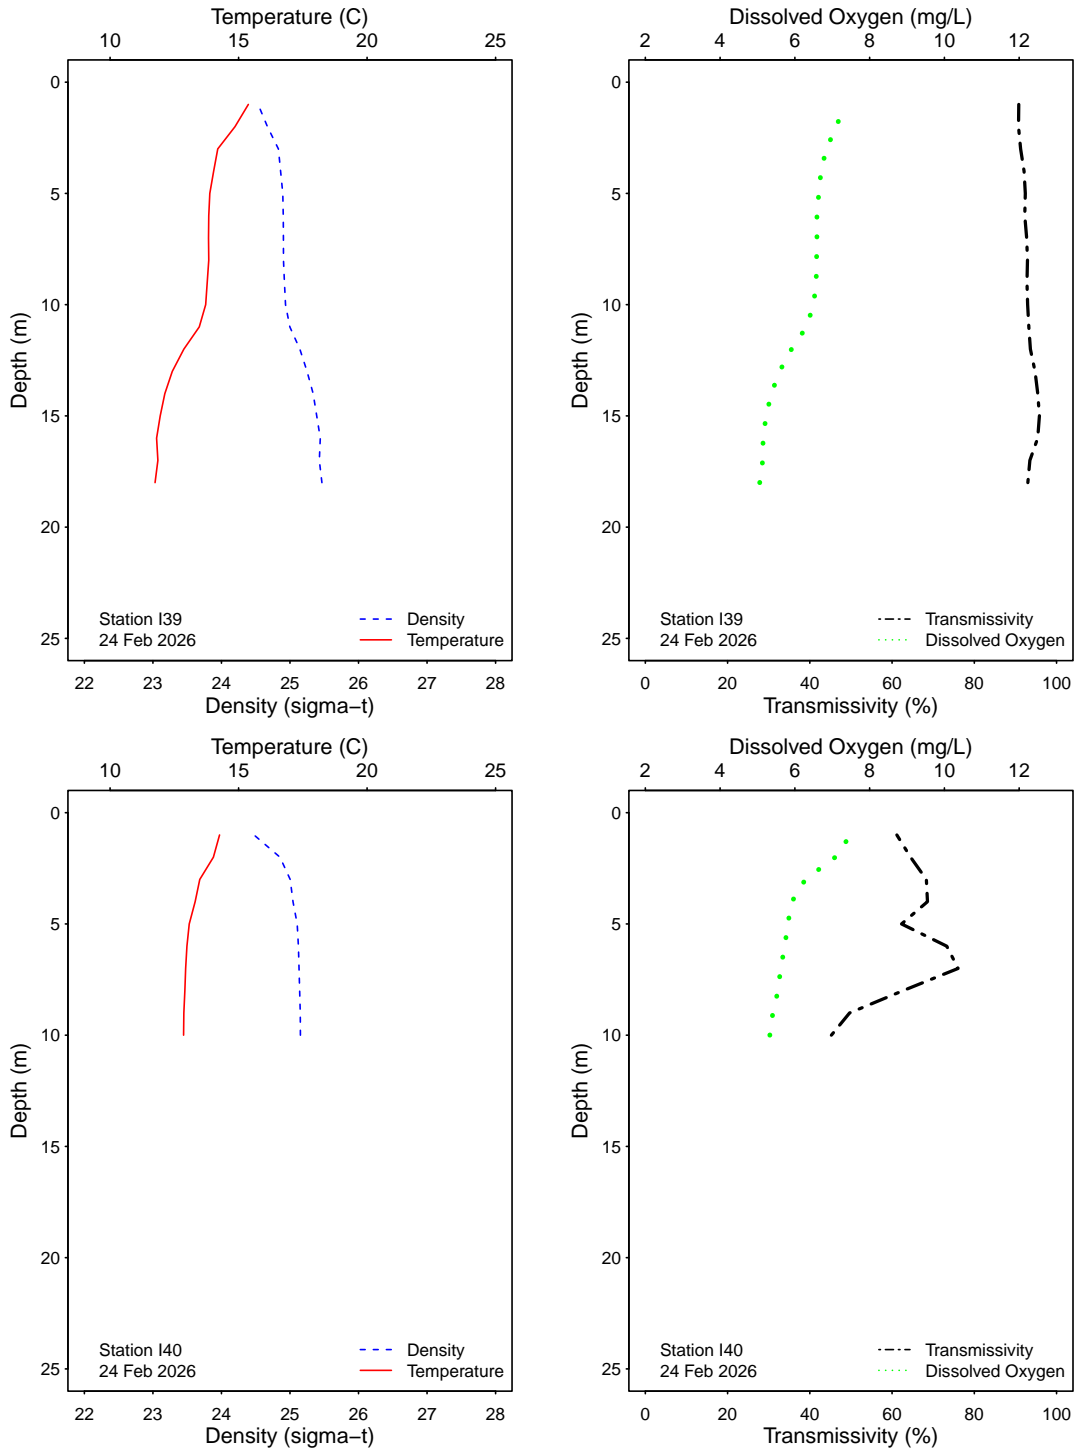 Temperature (C)
10 15 20 25
0
5
10
15
20
25
Depth (m)
Station I39
24 Feb 2026
Density
Temperature
22 23 24 25 26 27 28
Density (sigma−t)
Dissolved Oxygen (mg/L)
2 4 6 8 10 12
0
5
10
15
20
25
Depth (m)
Station I39
24 Feb 2026
Transmissivity
Dissolved Oxygen
0 20 40 60 80 100
Transmissivity (%)
Temperature (C)
10 15 20 25
0
5
10
15
20
25
Depth (m)
Station I40
24 Feb 2026
Density
Temperature
22 23 24 25 26 27 28
Density (sigma−t)
Dissolved Oxygen (mg/L)
2 4 6 8 10 12
0
5
10
15
20
25
Depth (m)
Station I40
24 Feb 2026
Transmissivity
Dissolved Oxygen
0 20 40 60 80 100
Transmissivity (%)